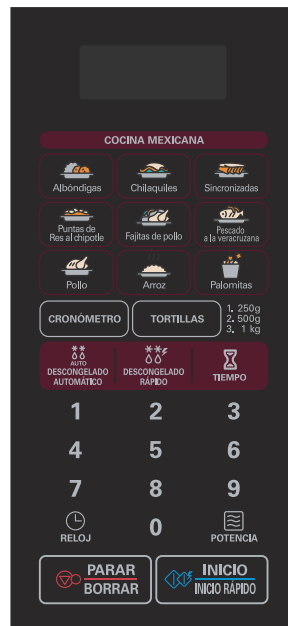 COCINA MEXICANA
Albóndigas
Chilaquiles
Sincronizadas
Puntas de
Res al chipotle
Fajitas de pollo
Pescado
a la veracruzana
Pollo
Arroz
Palomitas
CRONÓMETRO
TORTILLAS
1. 250g
2. 500g
3. 1 kg
AUTO
DESCONGELADO
AUTOMÁTICO
DESCONGELADO
RÁPIDO
TIEMPO
1 2 3
4 5 6
7 8 9
RELOJ
0
POTENCIA
PARAR
BORRAR
INICIO
INICIO RÁPIDO